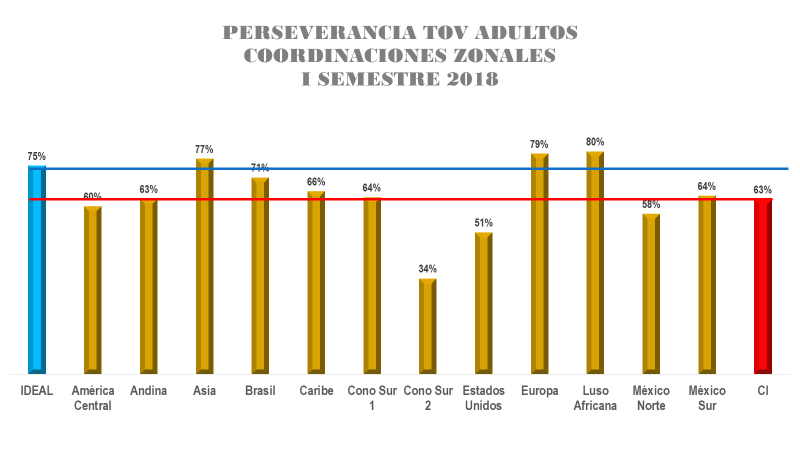 PERSEVERANCIA TOV ADULTOS
COORDINACIONES ZONALES
I SEMESTRE 2018
75%
60%
63%
77%
71%
66%
64%
34%
51%
79%
80%
58%
64%
63%
IDEAL
América
Central
Andina
Asia
Brasil
Caribe
Cono Sur
1
Cono Sur
2
Estados
Unidos
Europa
Luso
Africana
México
Norte
México
Sur
CI